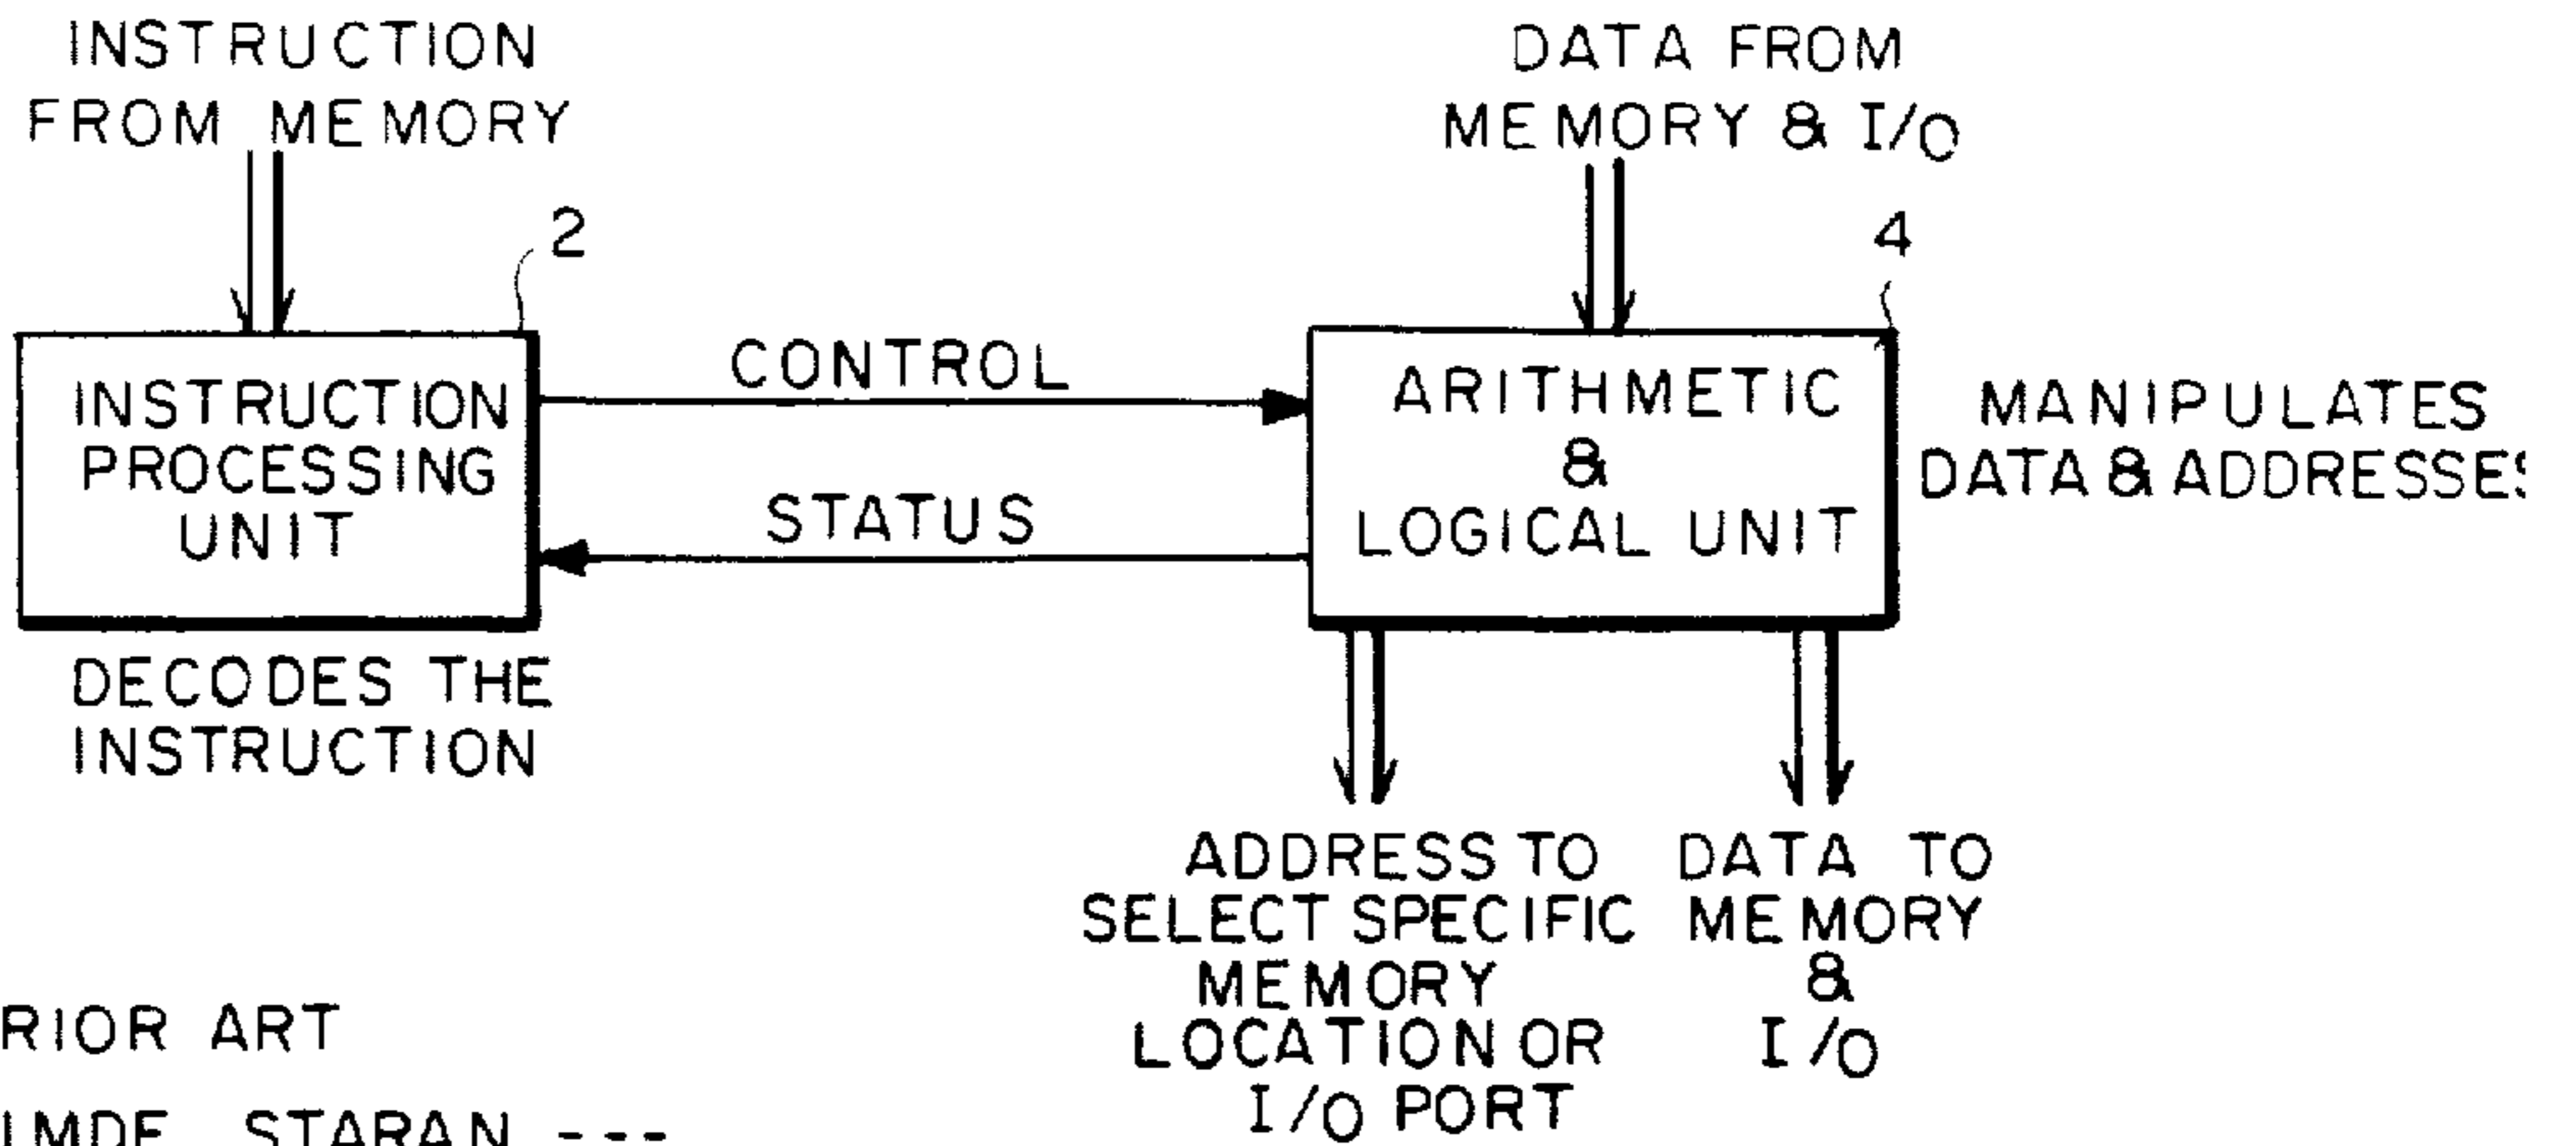 INSTRUCTION
FROM MEMORY
DATA FROM
MEMORY & I/O
2
4
INSTRUCTION
PROCESSING
UNIT
CONTROL
STATUS
ARITHMETIC
&
LOGICAL UNIT
MANIPULATES
DATA & ADDRESSES
DECODES THE
INSTRUCTION
ADDRESS TO
SELECT SPECIFIC
MEMORY
LOCATION OR
I/O PORT
DATA TO
MEMORY
&
I/O
RIOR ART
STARAN ---